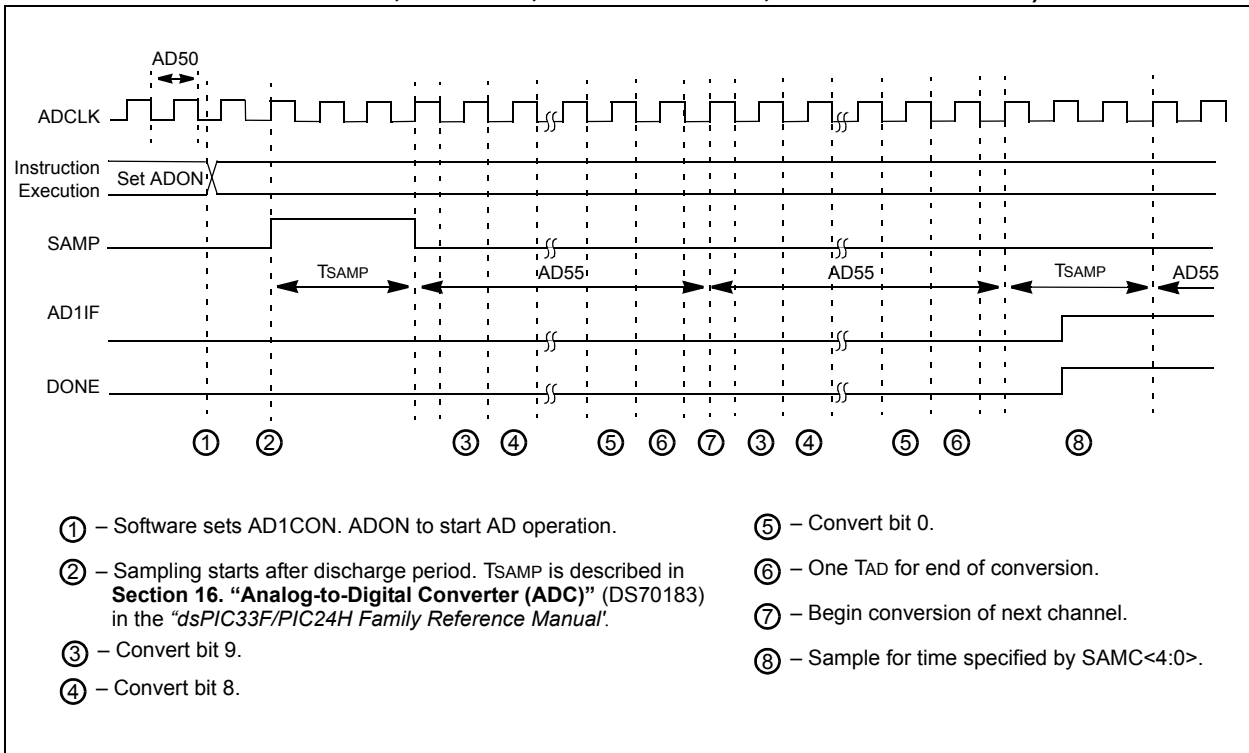 AD50
ADCLK
Instruction
Execution
Set ADON
SAMP
TSAMP
AD55
AD55
TSAMP
AD55
AD1IF
DONE
1 2 3 4 5 6 7 3 4 5 6 8
1 – Software sets AD1CON. ADON to start AD operation.
2 – Sampling starts after discharge period. TSAMP is described in
Section 16. “Analog-to-Digital Converter (ADC)” (DS70183)
in the “dsPIC33F/PIC24H Family Reference Manual'.
3 – Convert bit 9.
4 – Convert bit 8.
5 – Convert bit 0.
6 – One TAD for end of conversion.
7 – Begin conversion of next channel.
8 – Sample for time specified by SAMC<4:0>.